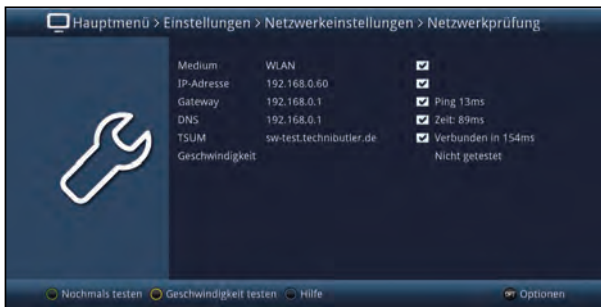 Hauptmenü > Einstellungen > Netzwerkeinstellungen > Netzwerkprüfung
Medium WLAN
IP-Adresse 192.168.0.60
Gateway 192.168.0.1 Ping 13ms
DNS 192.168.0.1 Zeit: 89ms
TSUM sw-test.technibutler.de Verbunden in 154ms
Geschwindigkeit Nicht getestet
Nochmals testen Geschwindigkeit testen Hilfe OPT Optionen